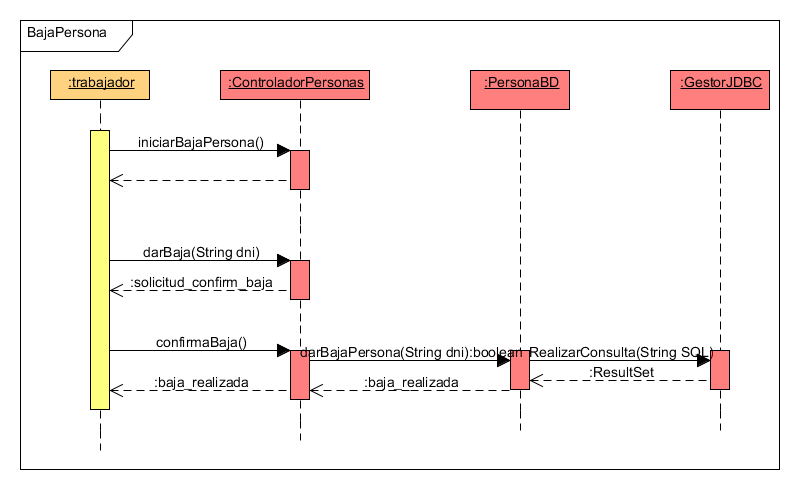 BajaPersona
:trabajador
:ControladorPersonas
:PersonaBD
:GestorJDBC
iniciarBajaPersona()
darBaja(String dni)
:solicitud_confirm_baja
confirmaBaja()
darBajaPersona(String dni):boolean
RealizarConsulta(String SQL)
:ResultSet
:baja_realizada
:baja_realizada